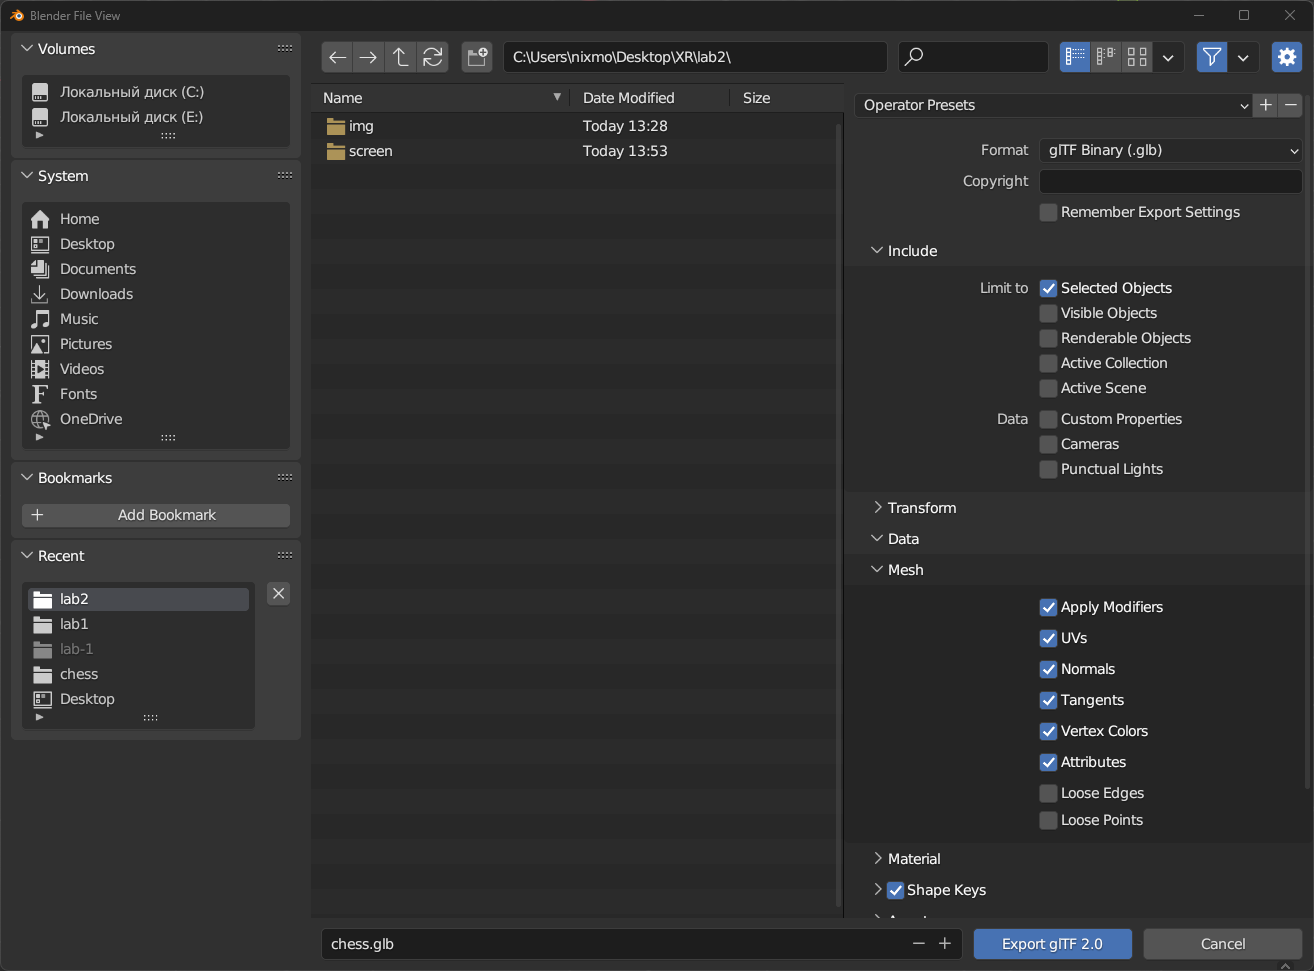 Blender File View
Volumes
Локальный диск (C:)
Локальный диск (E:)
System
Home
Desktop
Documents
Downloads
Music
Pictures
Videos
Fonts
OneDrive
Bookmarks
Add Bookmark
Recent
lab2
lab1
lab-1
chess
Desktop
C:\Users\nixmo\Desktop\XR\lab2\
Name Date Modified Size
img Today 13:28
screen Today 13:53
Operator Presets
Format glTF Binary (.glb)
Copyright
Remember Export Settings
Include
Limit to Selected Objects
Visible Objects
Renderable Objects
Active Collection
Active Scene
Data Custom Properties
Cameras
Punctual Lights
Transform
Data
Mesh
Apply Modifiers
UVs
Normals
Tangents
Vertex Colors
Attributes
Loose Edges
Loose Points
Material
Shape Keys
chess.glb
Export glTF 2.0
Cancel